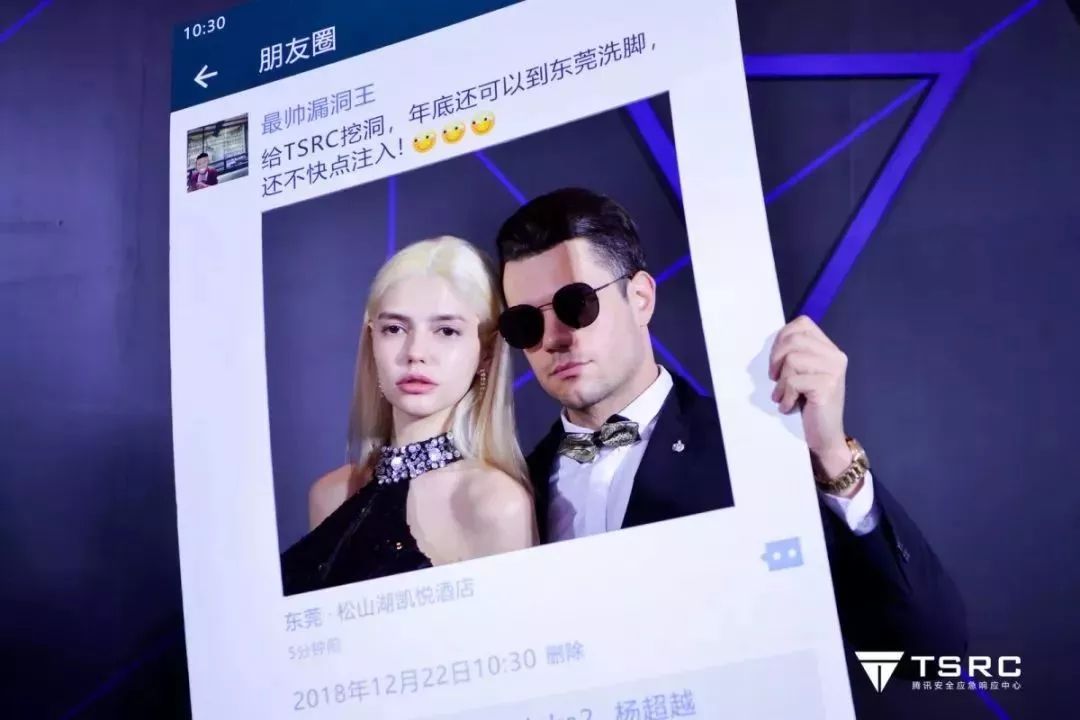 10:30
朋友圈
最帅漏洞王
给TSRC挖洞，年底还可以到东莞洗脚，
还不快点注入!
东莞·松山湖凯悦酒店
5分钟前
2018年12月22日10:30 删除
杨超越
TSRC
腾讯安全应急响应中心